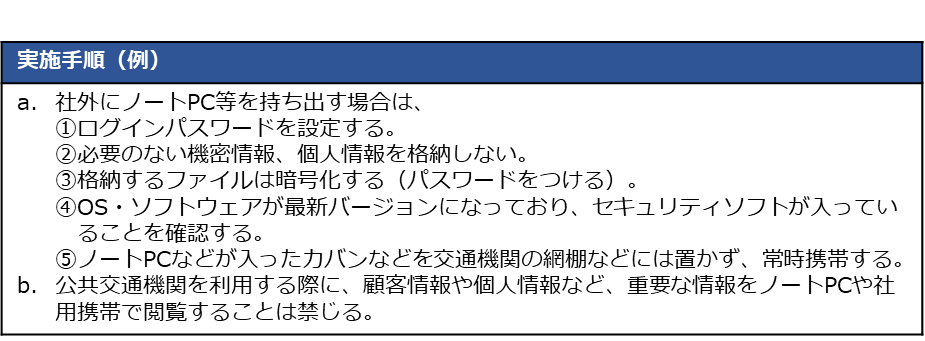 実施手順（例）
a. 社外にノートPC等を持ち出す場合は、
①ログインパスワードを設定する。
②必要のない機密情報、個人情報を格納しない。
③格納するファイルは暗号化する（パスワードをつける）。
④OS・ソフトウェアが最新バージョンになっており、セキュリティソフトが入ってい
ることを確認する。
⑤ノートPCなどが入ったカバンなどを交通機関の網棚などには置かず、常時携帯する。
b. 公共交通機関を利用する際に、顧客情報や個人情報など、重要な情報をノートPCや社
用携帯で閲覧することは禁じる。